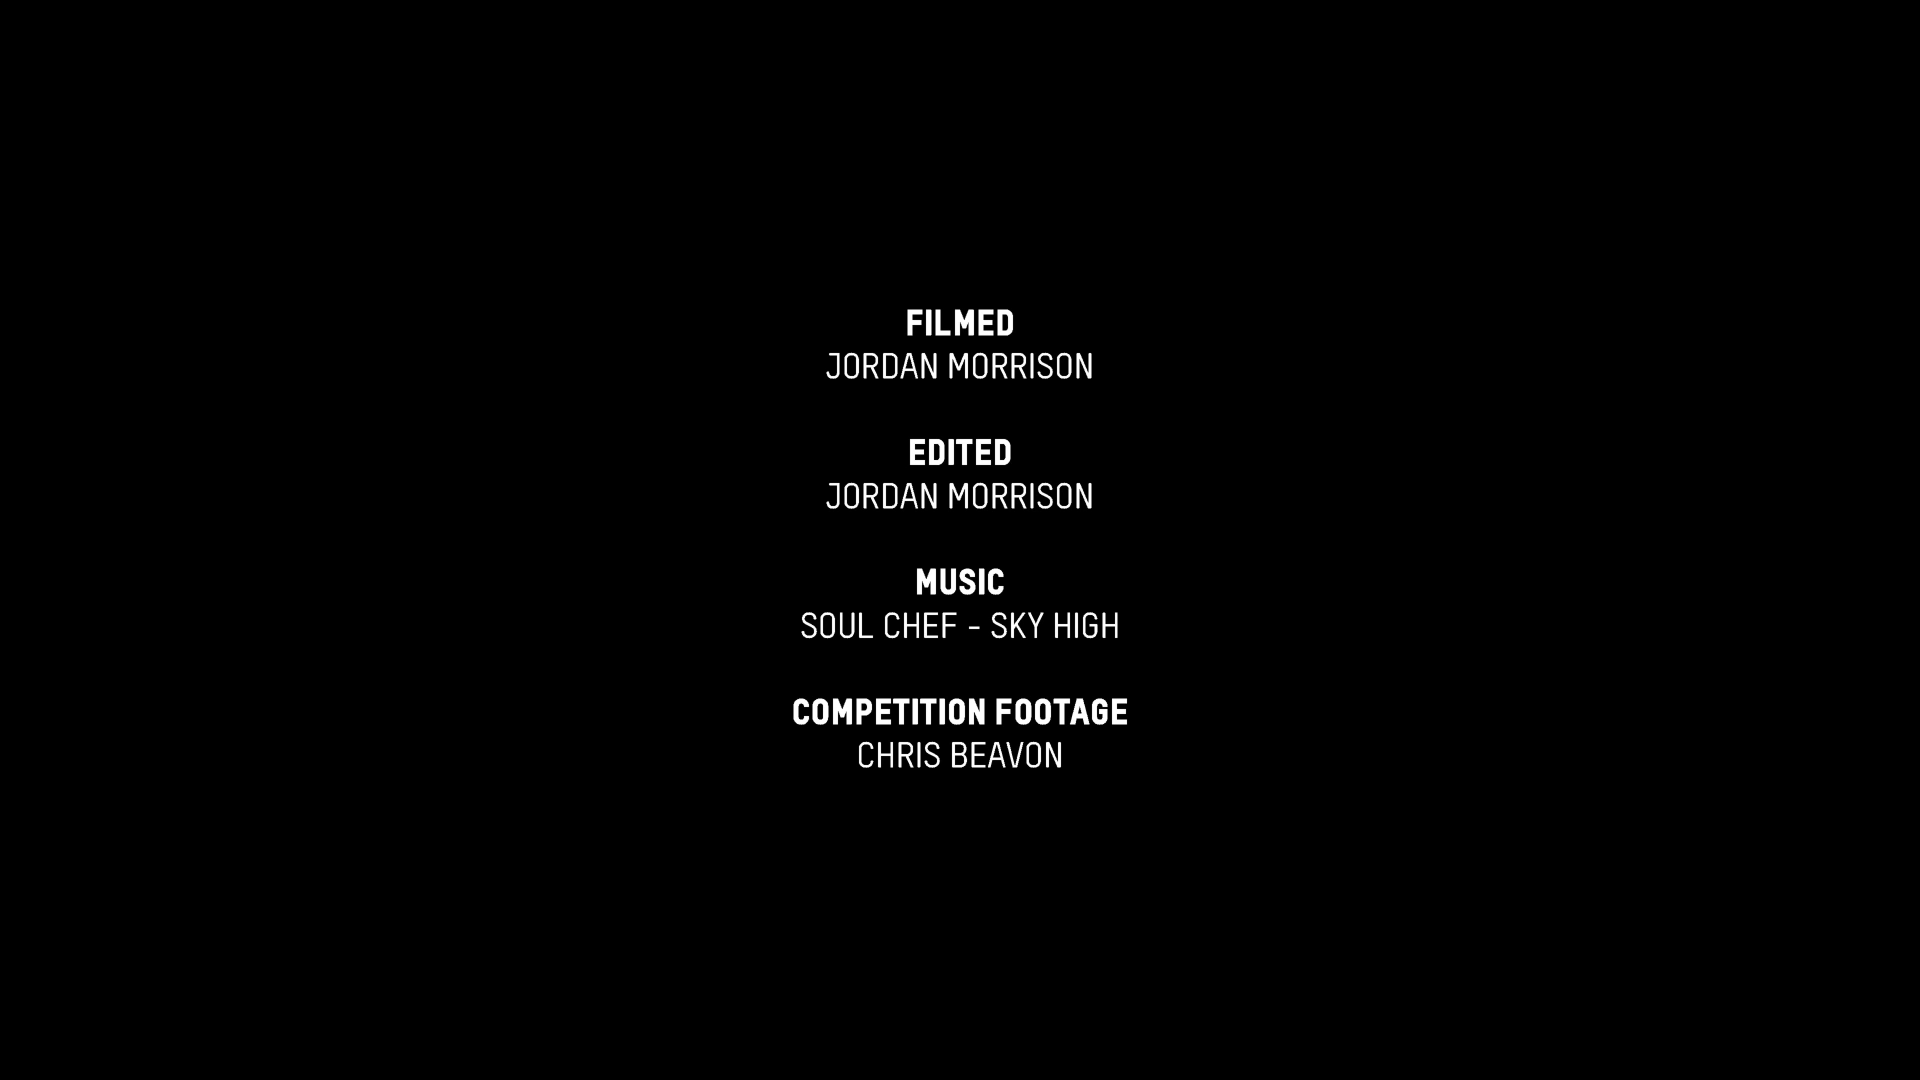 FILMED
JORDAN MORRISON
EDITED
JORDAN MORRISON
MUSIC
SOUL CHEF - SKY HIGH
COMPETITION FOOTAGE
CHRIS BEAVON